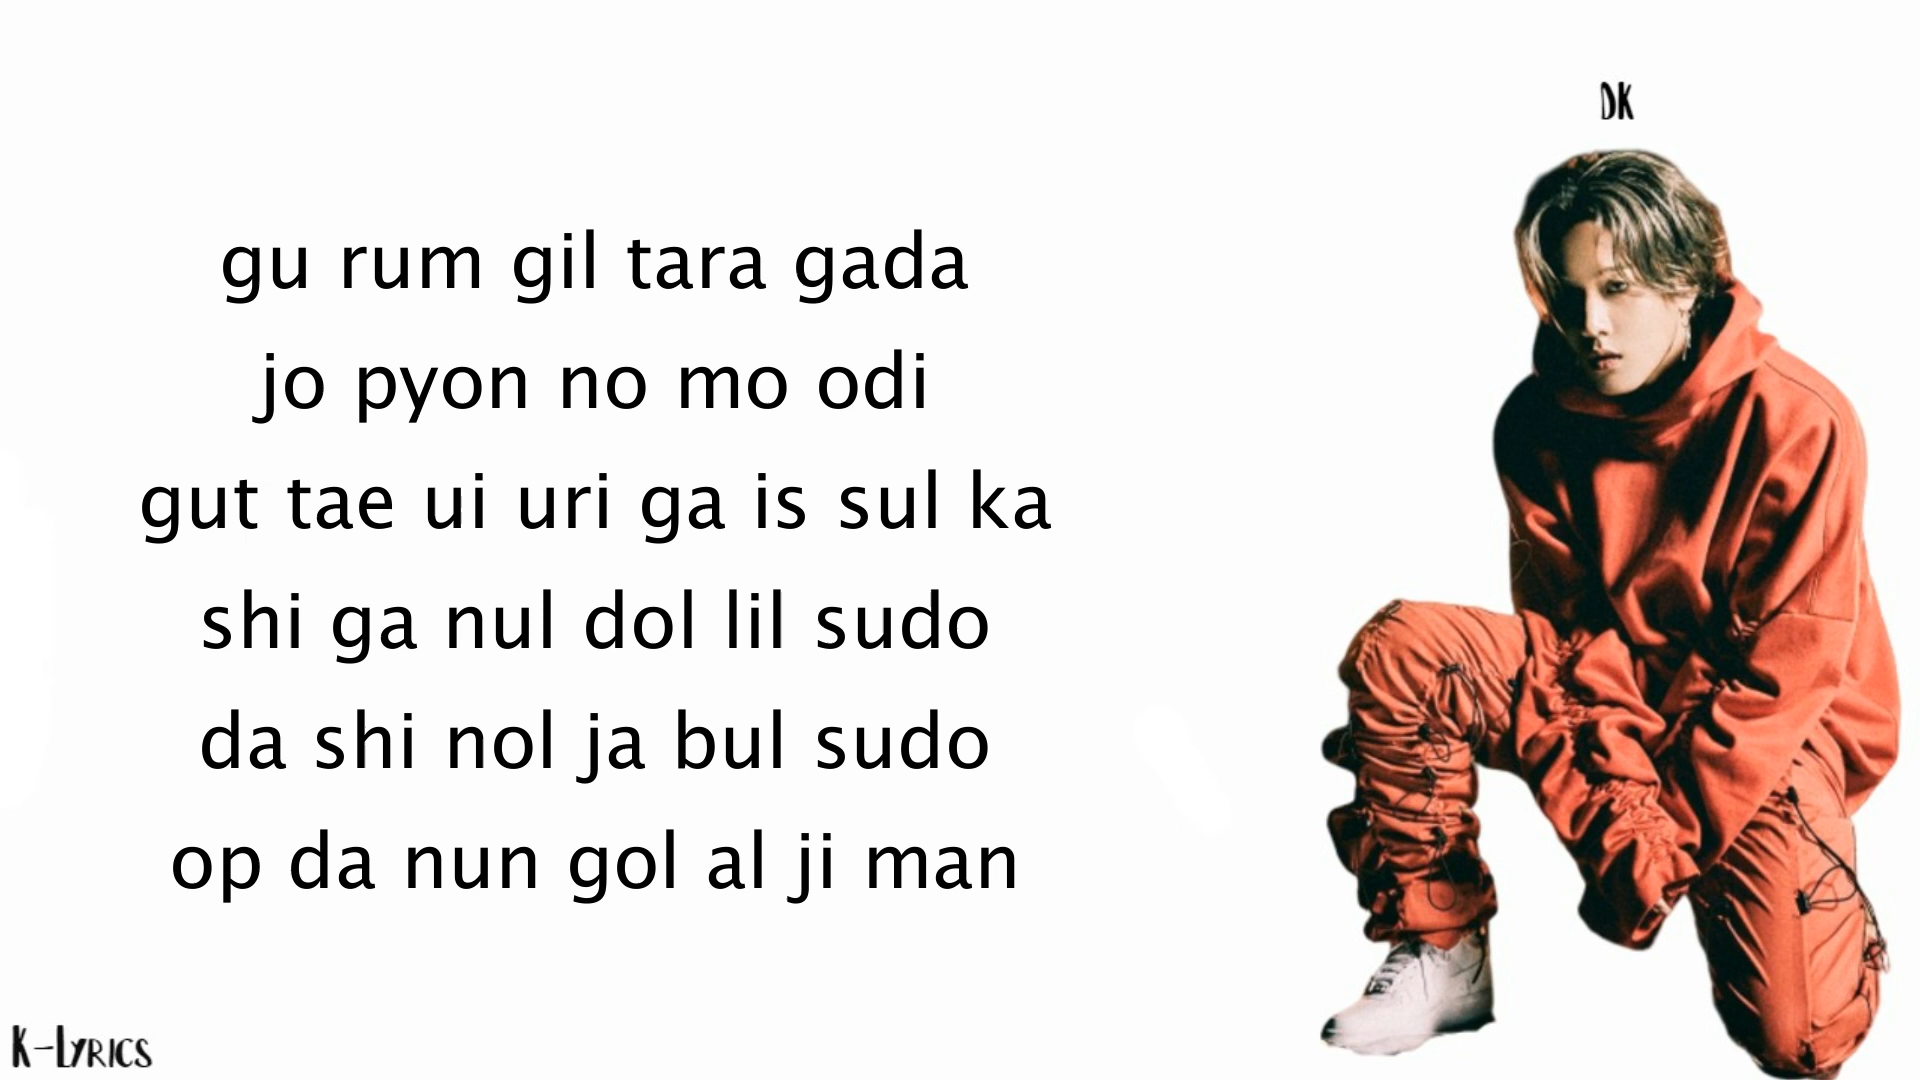 DK
gu rum gil tara gada
jo pyon no mo odi
gut tae ui uri ga is sul ka
shi ga nul dol lil sudo
da shi nol ja bul sudo
op da nun gol al ji man
K-LYRICS